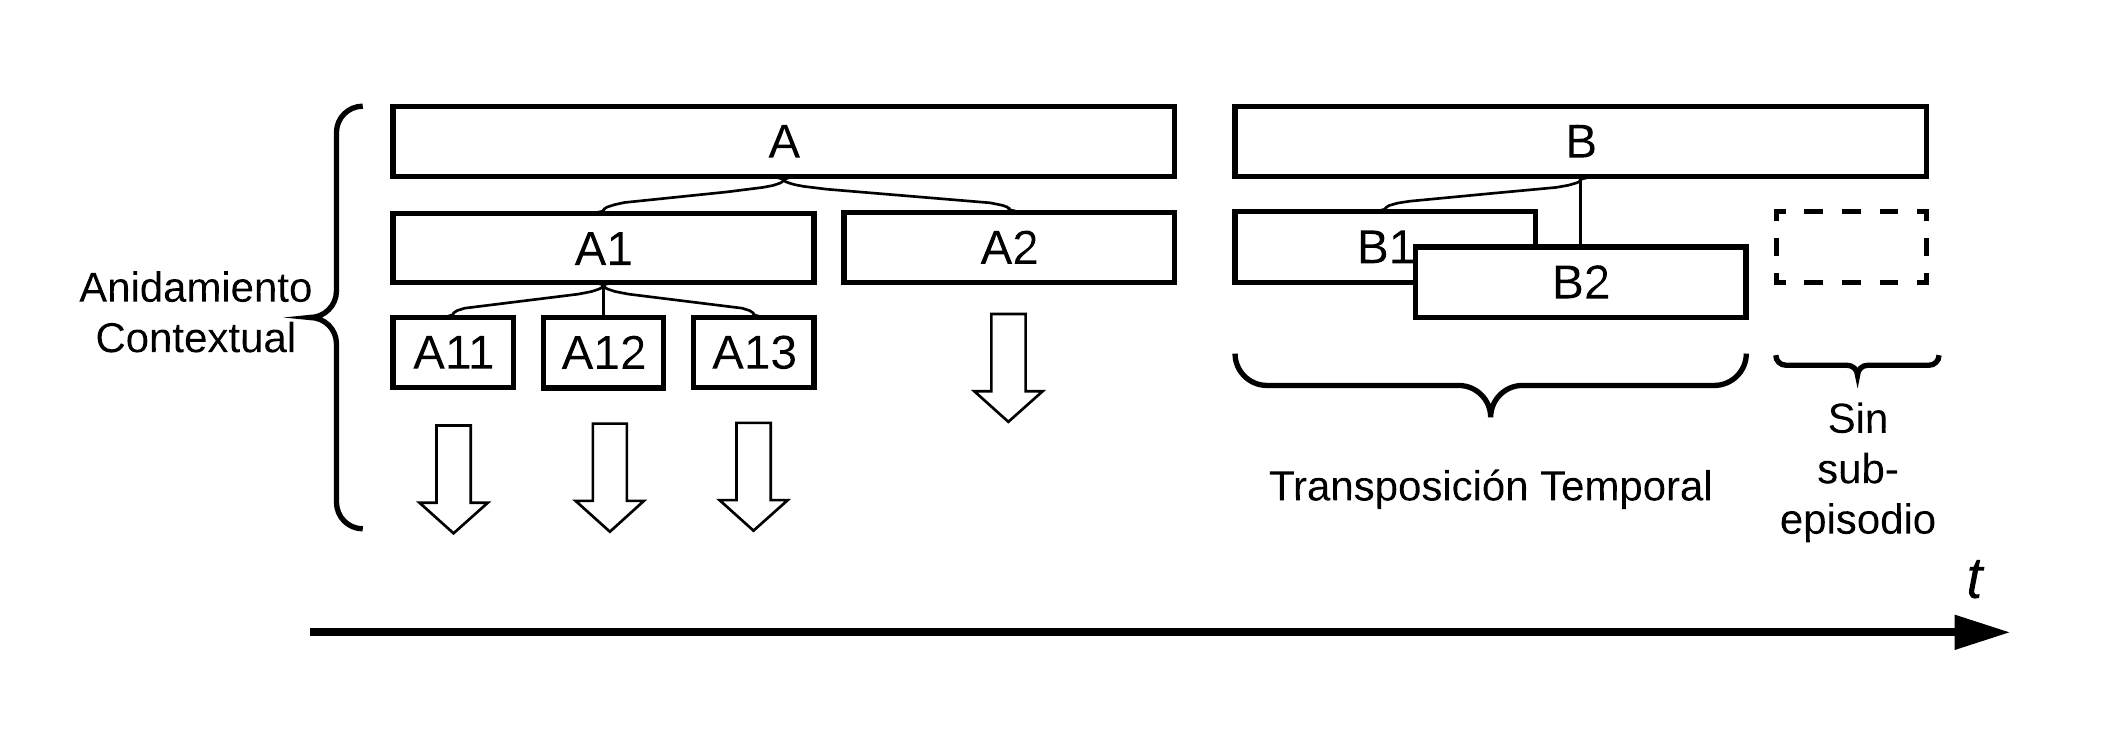 A
B
A1
A2
B1
B2
Anidamiento
Contextual
A11
A12
A13
Transposición Temporal
Sin
sub-
episodio
t